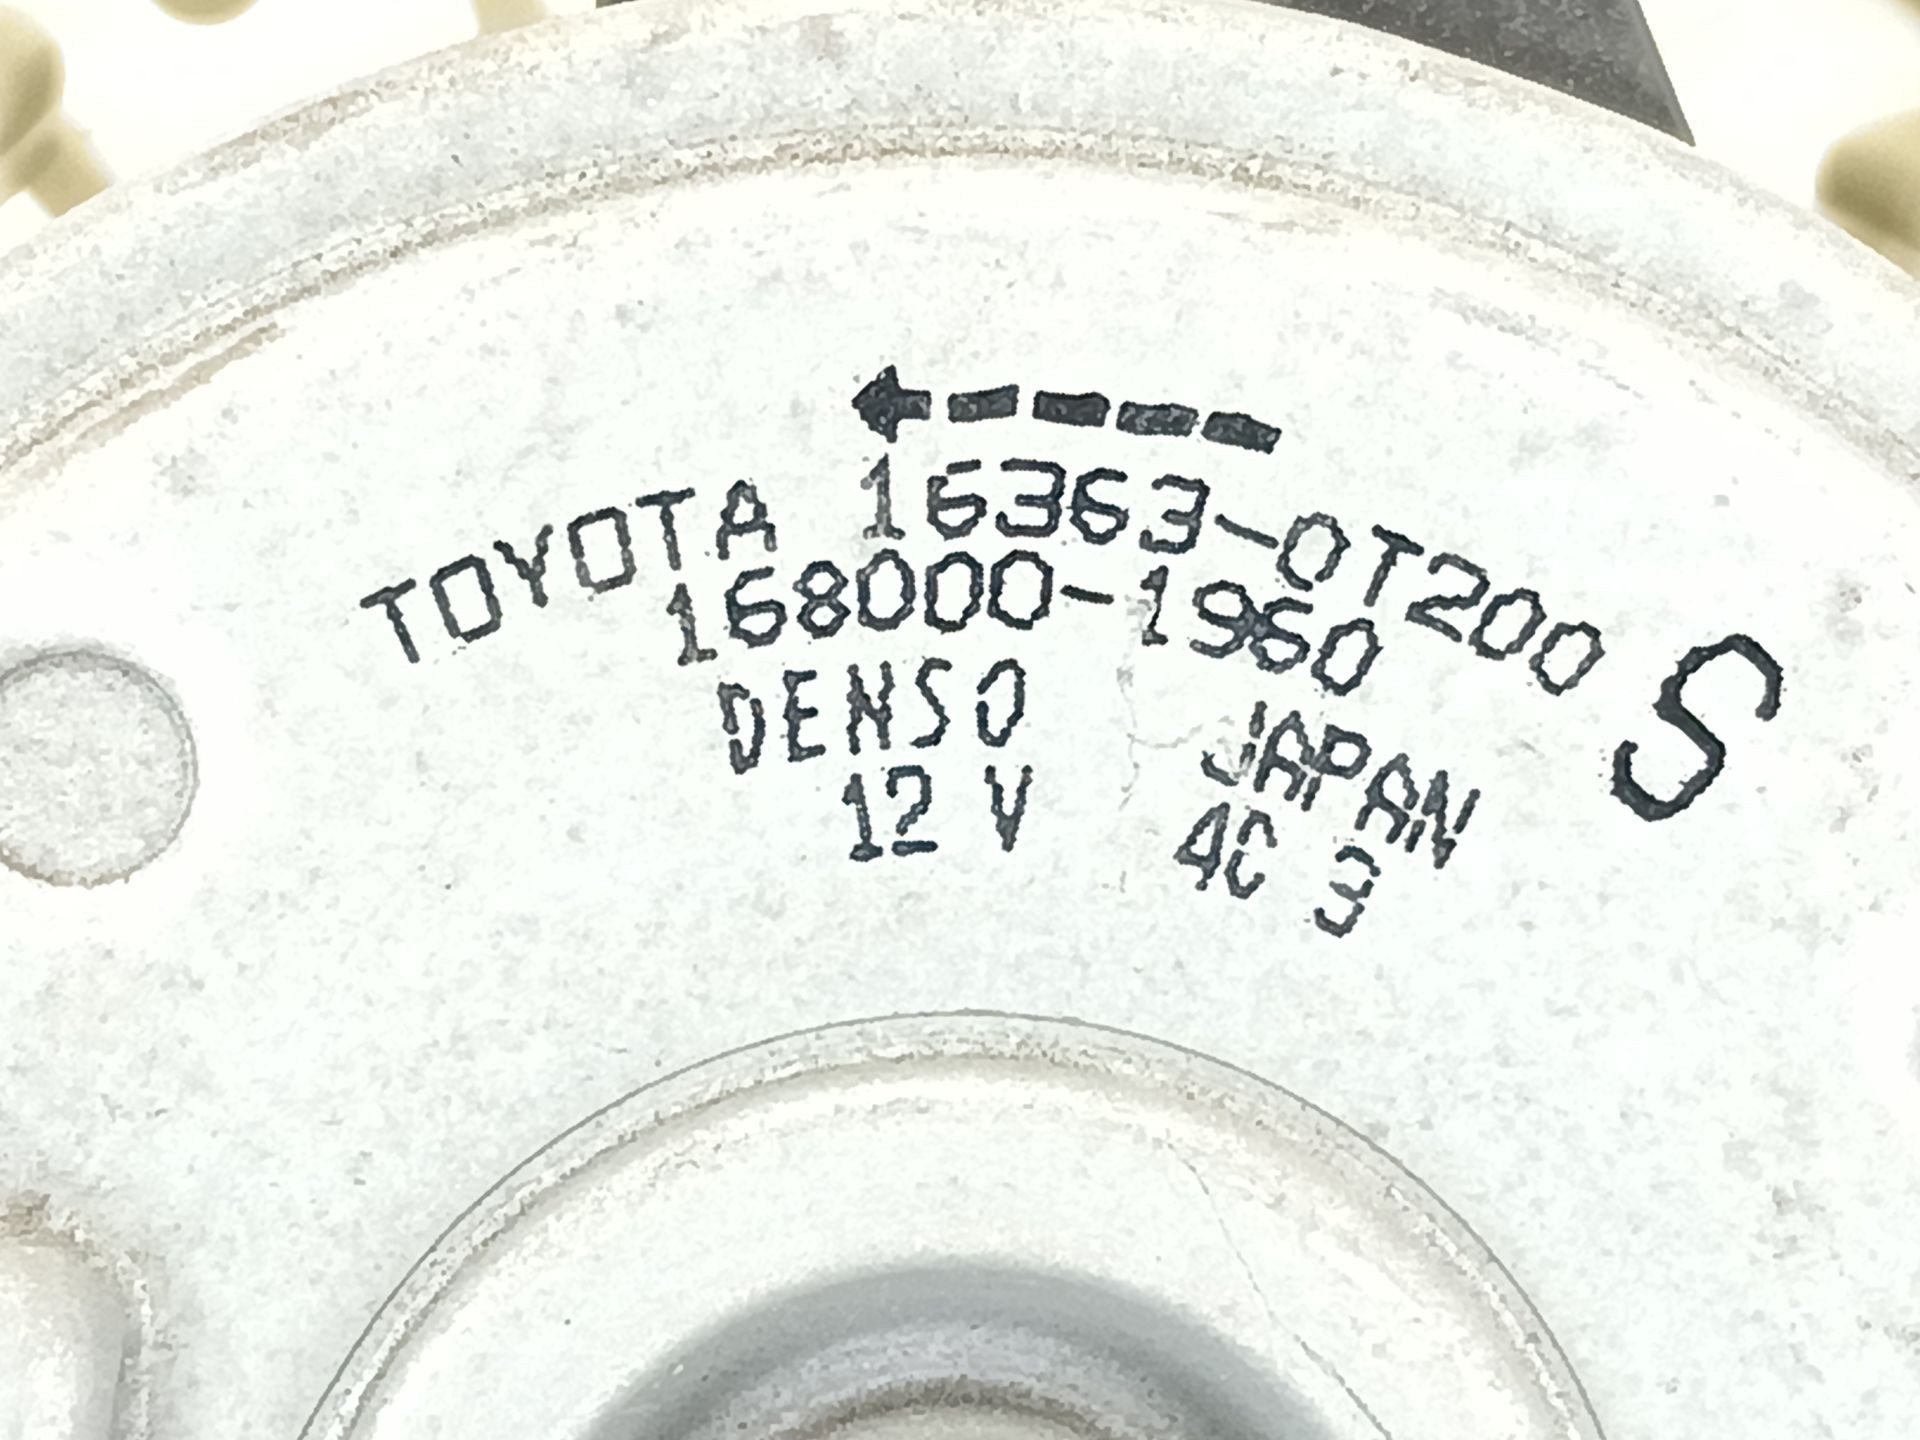 TOYOTA 16363-0T200 S
168000-1960
DENSO JAPAN
12 V 4C 3